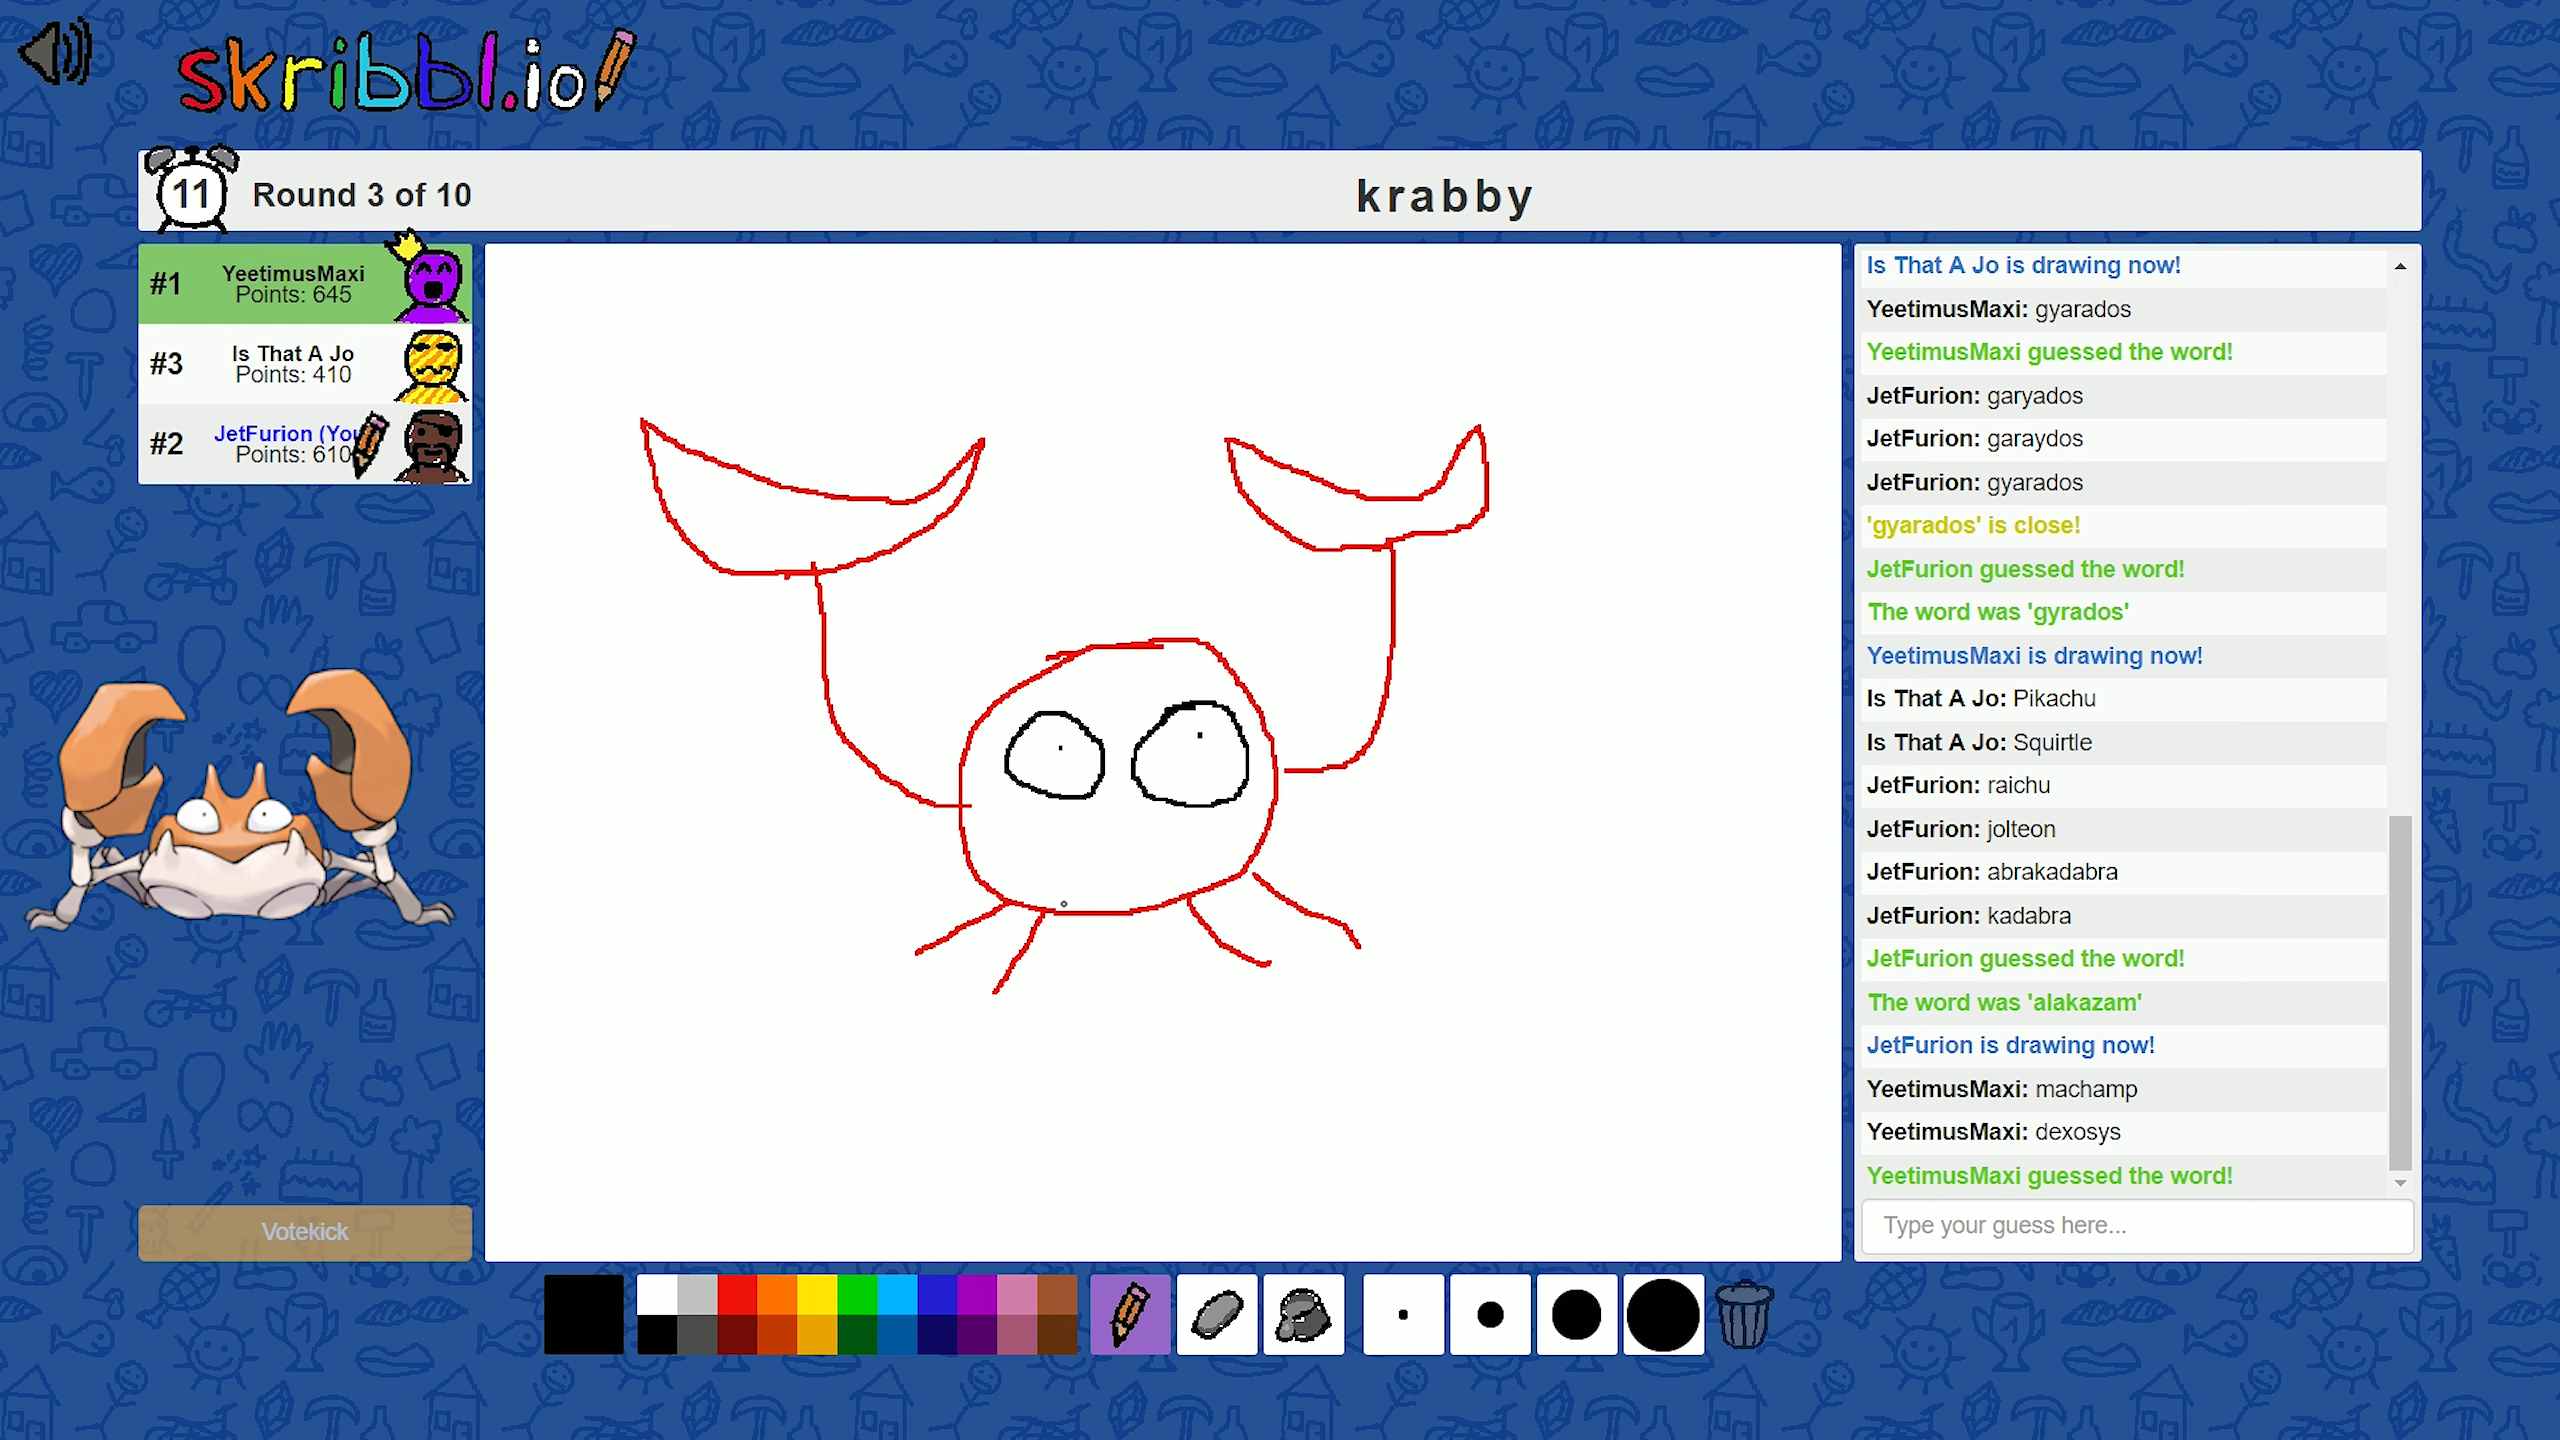 skribbl.io
11
Round 3 of 10
krabby
#1
YeetimusMaxi
Points: 645
#3
Is That A Jo
Points: 410
#2
JetFurion (You
Points: 610
Is That A Jo is drawing now!
YeetimusMaxi: gyarados
YeetimusMaxi guessed the word!
JetFurion: garyados
JetFurion: garaydos
JetFurion: gyarados
'gyarados' is close!
JetFurion guessed the word!
The word was 'gyrados'
YeetimusMaxi is drawing now!
Is That A Jo: Pikachu
Is That A Jo: Squirtle
JetFurion: raichu
JetFurion: jolteon
JetFurion: abrakadabra
JetFurion: kadabra
JetFurion guessed the word!
The word was 'alakazam'
JetFurion is drawing now!
YeetimusMaxi: machamp
YeetimusMaxi: dexosys
YeetimusMaxi guessed the word!
Type your guess here...
Votekick